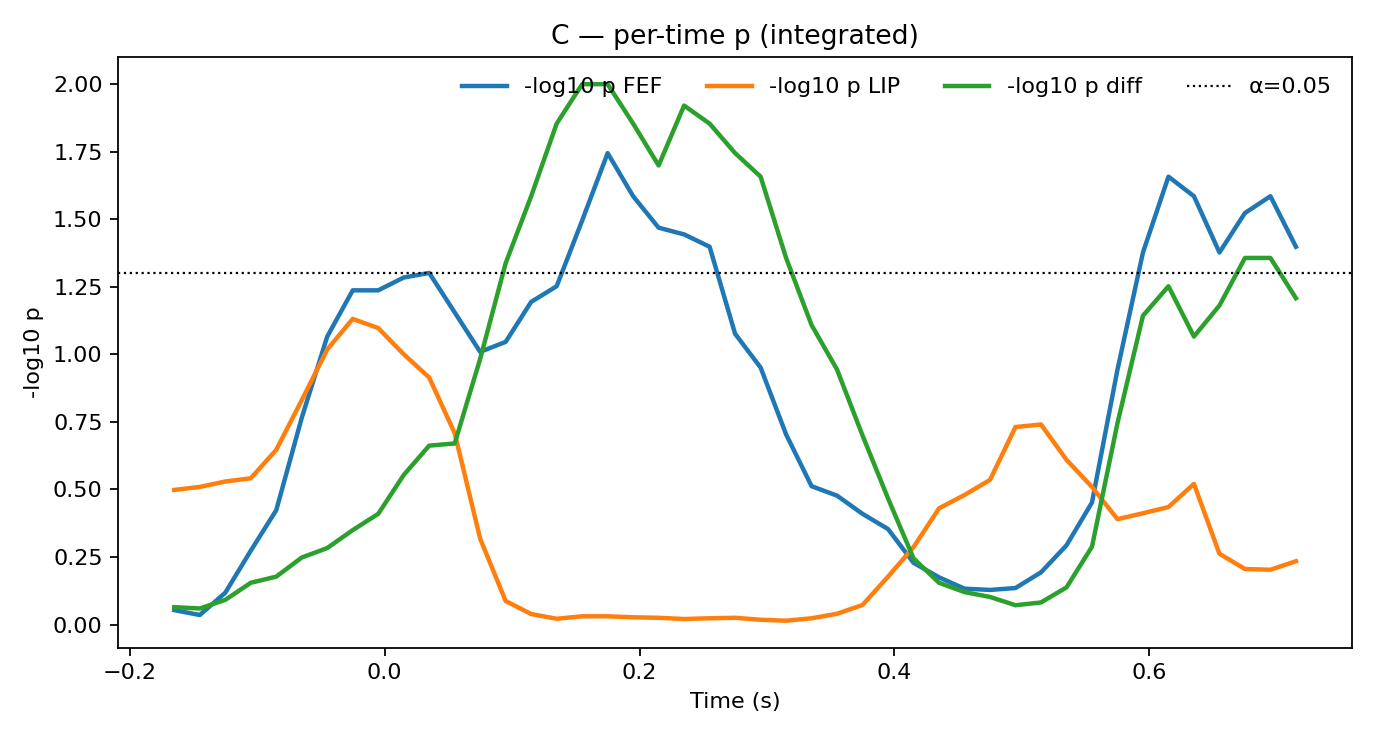 C — per-time p (integrated)
-log10 p FEF
-log10 p LIP
-log10 p diff
α=0.05
2.00
1.75
1.50
1.25
1.00
0.75
0.50
0.25
0.00
-log10 p
−0.2
0.0
0.2
0.4
0.6
Time (s)